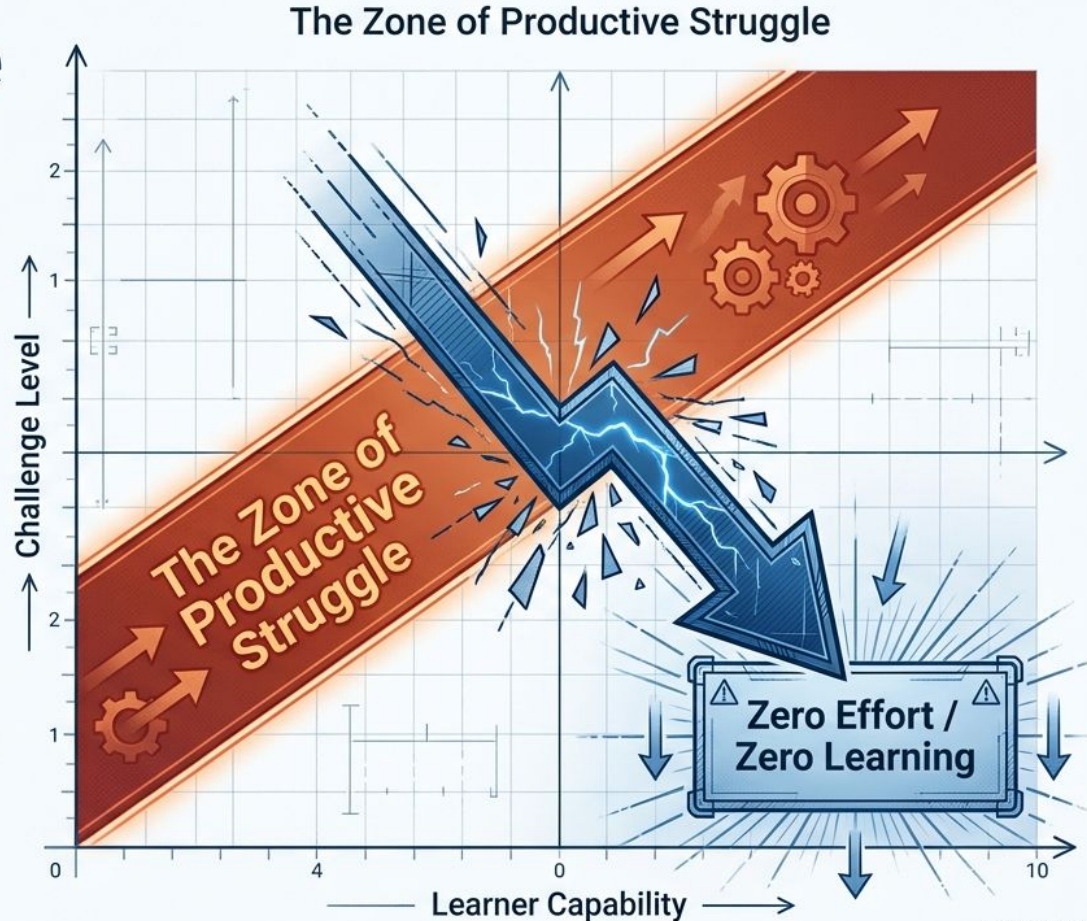 The Zone of Productive Struggle
2
1
Challenge Level
2
1
0
The Zone of
Productive
Struggle
Zero Effort /
Zero Learning
0
4
0
10
Learner Capability